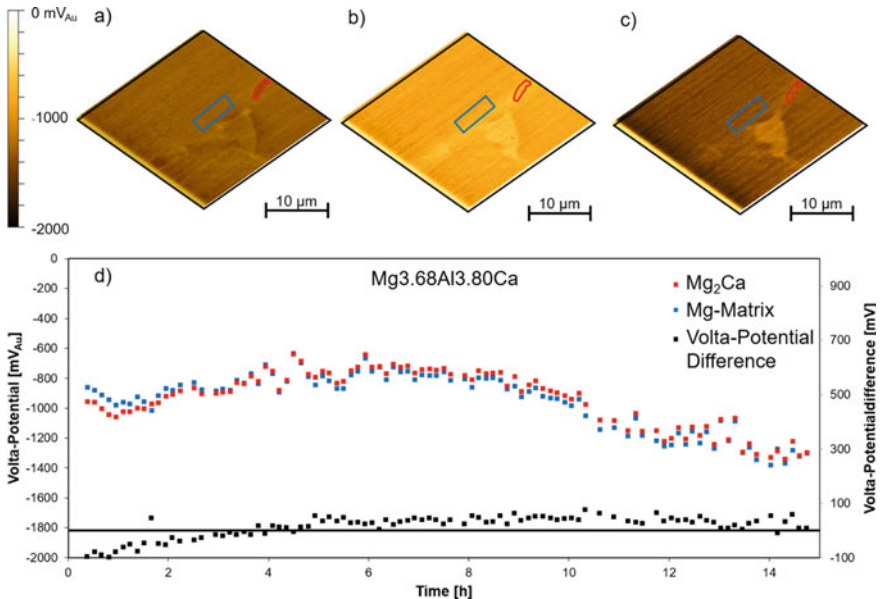 0 mV_Au
-1000
-2000
a)
b)
c)
10 µm
10 µm
10 µm
d)
Mg3.68Al3.80Ca
Mg₂Ca
Mg-Matrix
Volta-Potential
Difference
Volta-Potential [mV_Au]
0
-200
-400
-600
-800
-1000
-1200
-1400
-1600
-1800
-2000
Volta-Potentialdifference [mV]
900
700
500
300
100
-100
0 2 4 6 8 10 12 14
Time [h]